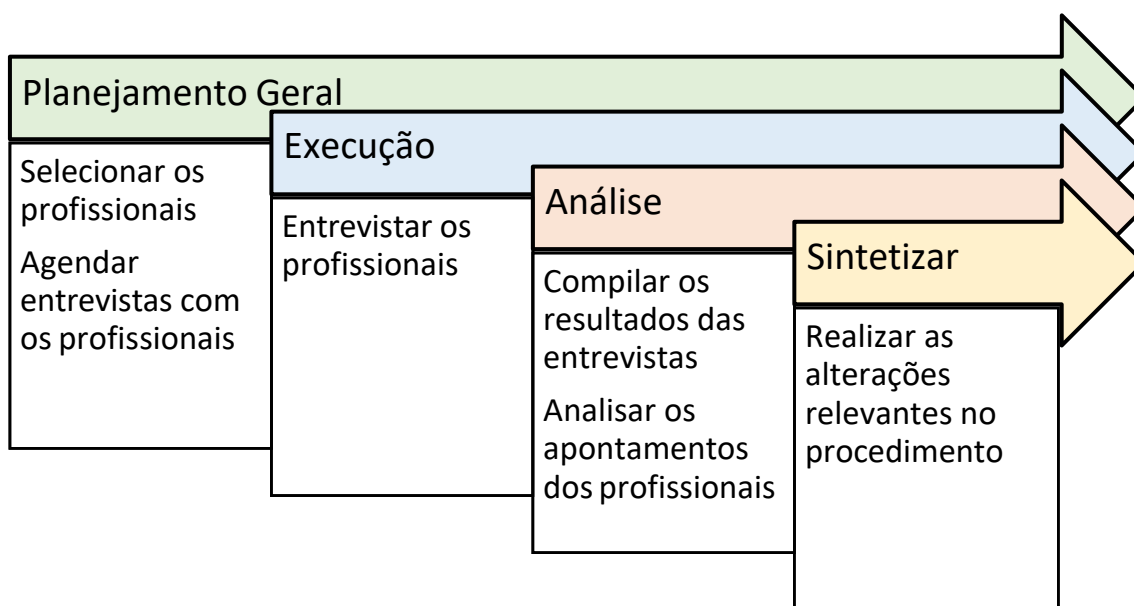 Planejamento Geral
Selecionar os
profissionais
Agendar
entrevistas com
os profissionais
Execução
Entrevistar os
profissionais
Análise
Compilar os
resultados das
entrevistas
Analisar os
apontamentos
dos profissionais
Sintetizar
Realizar as
alterações
relevantes no
procedimento